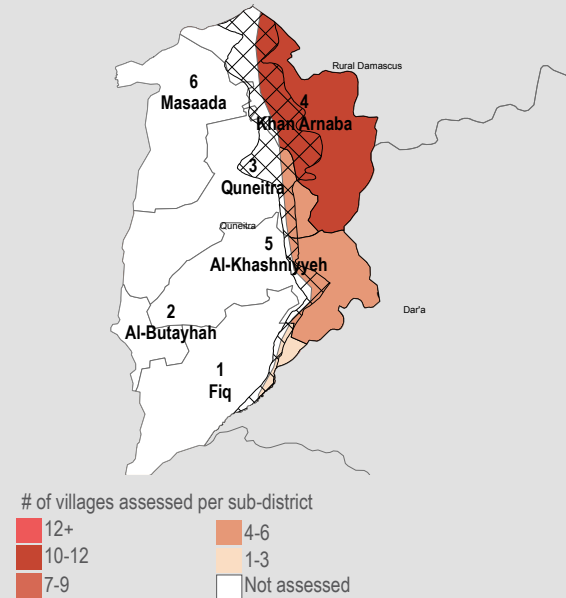 Rural Damascus
6
Masaada
4
Khan Arnaba
3
Quneitra
Quneitra
5
Al-Khashniyyeh
Dar'a
2
Al-Butayhah
1
Fiq
# of villages assessed per sub-district
12+
10-12
7-9
4-6
1-3
Not assessed